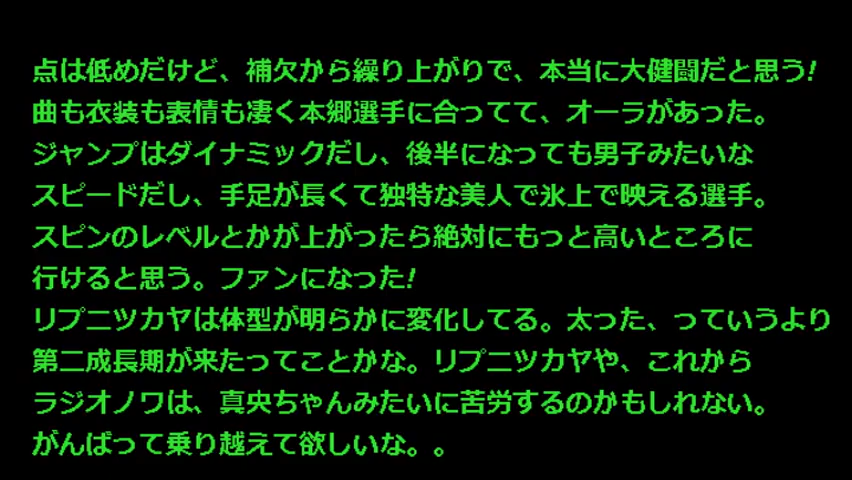 点は低めだけど、補欠から繰り上がりで、本当に大健闘だと思う!
曲も衣装も表情も凄く本郷選手に合ってて、オーラがあった。
ジャンプはダイナミックだし、後半になっても男子みたいな
スピードだし、手足が長くて独特な美人で氷上で映える選手。
スピンのレベルとかが上がったら絶対にもっと高いところに
行けると思う。ファンになった!
リプニツカヤは体型が明らかに変化してる。太った、っていうより
第二成長期が来たってことかな。リプニツカヤや、これから
ラジオノワは、真央ちゃんみたいに苦労するのかもしれない。
がんばって乗り越えて欲しいな。。